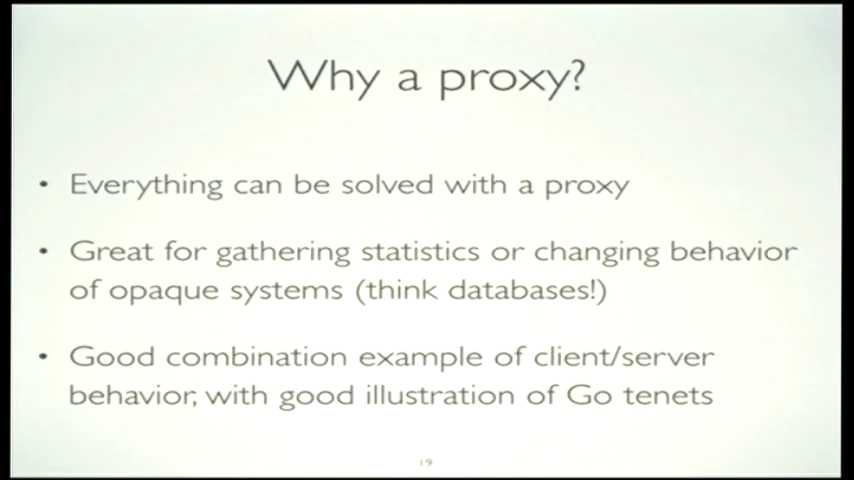 Why a proxy?
• Everything can be solved with a proxy
• Great for gathering statistics or changing behavior
of opaque systems (think databases!)
• Good combination example of client/server
behavior, with good illustration of Go tenets
19